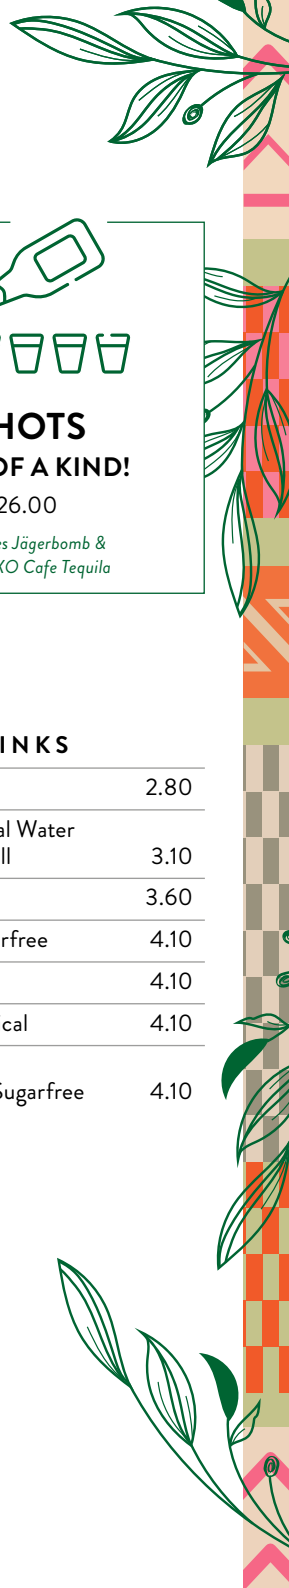 HOTS
OF A KIND!
26.00
es Jägerbomb &
XO Cafe Tequila
INKS
2.80
al Water
ll 3.10
3.60
rfree 4.10
4.10
ical 4.10
Sugarfree 4.10